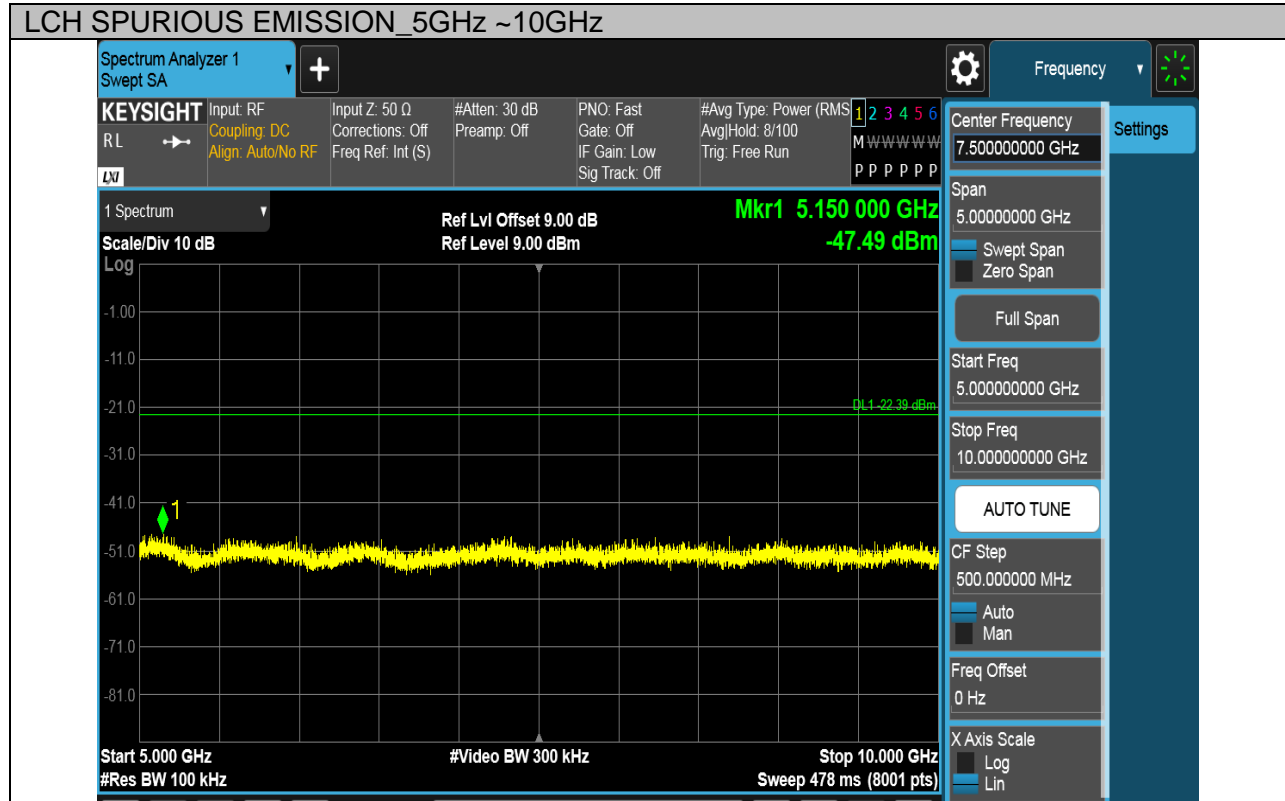 LCH SPURIOUS EMISSION_5GHz ~10GHz
Spectrum Analyzer 1
Swept SA
+
Frequency
KEYSIGHT
RL
LXI
Input: RF
Coupling: DC
Align: Auto/No RF
Input Z: 50 Ω
Corrections: Off
Freq Ref: Int (S)
#Atten: 30 dB
Preamp: Off
PNO: Fast
Gate: Off
IF Gain: Low
Sig Track: Off
#Avg Type: Power (RMS
Avg|Hold: 8/100
Trig: Free Run
1 2 3 4 5 6
M W W W W W
P P P P P P
1 Spectrum
Scale/Div 10 dB
Ref Lvl Offset 9.00 dB
Ref Level 9.00 dBm
Mkr1 5.150 000 GHz
-47.49 dBm
Log
-1.00
-11.0
-21.0
DL1 -22.39 dBm
-31.0
-41.0
1
-51.0
-61.0
-71.0
-81.0
Start 5.000 GHz
#Video BW 300 kHz
Stop 10.000 GHz
#Res BW 100 kHz
Sweep 478 ms (8001 pts)
Center Frequency
7.500000000 GHz
Settings
Span
5.00000000 GHz
Swept Span
Zero Span
Full Span
Start Freq
5.000000000 GHz
Stop Freq
10.000000000 GHz
AUTO TUNE
CF Step
500.000000 MHz
Auto
Man
Freq Offset
0 Hz
X Axis Scale
Log
Lin